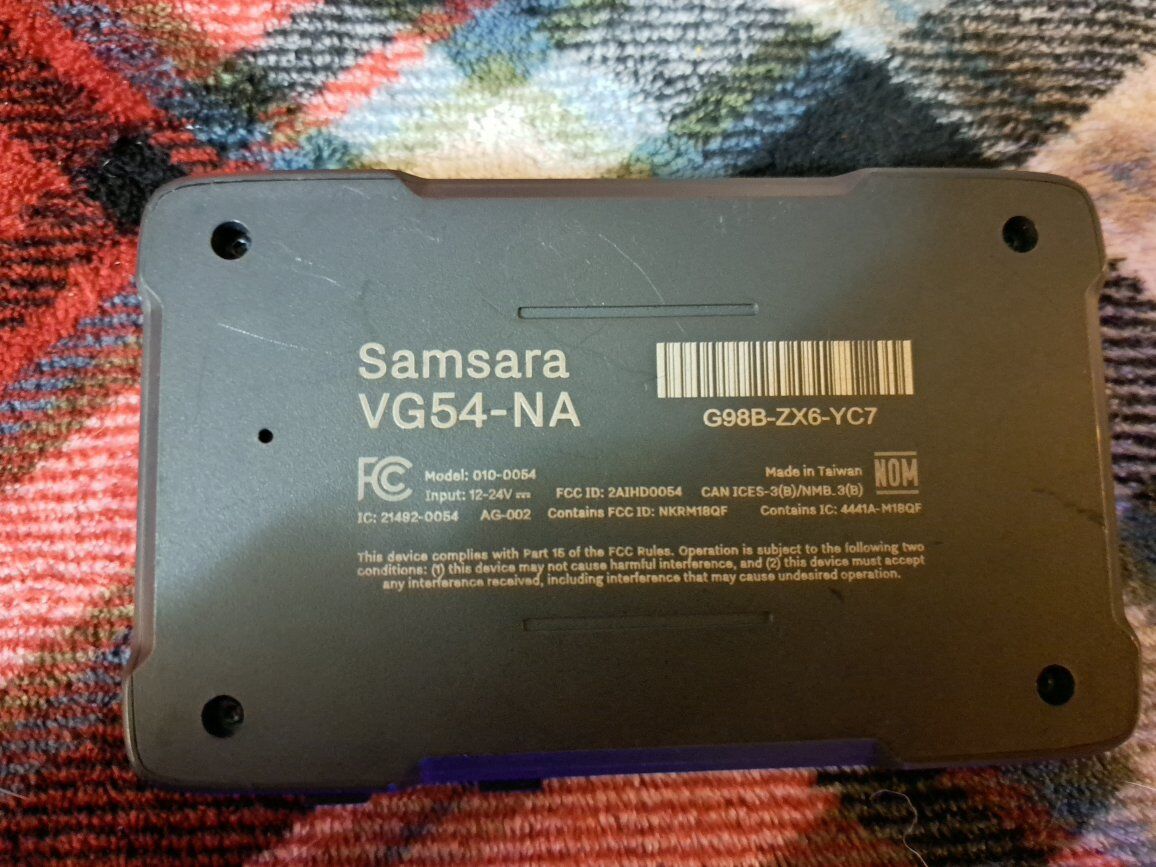 Samsara
VG54-NA
G98B-ZX6-YC7
FC Model: 010-0054 Made in Taiwan NOM
Input: 12-24V FCC ID: 2AIHD0054 CAN ICES-3(B)/NMB_3(B)
IC: 21492-0054 AG-002 Contains FCC ID: NKRM18QF Contains IC: 4441A-M18QF
This device complies with Part 15 of the FCC Rules. Operation is subject to the following two
conditions: (1) this device may not cause harmful interference, and (2) this device must accept
any interference received, including interference that may cause undesired operation.